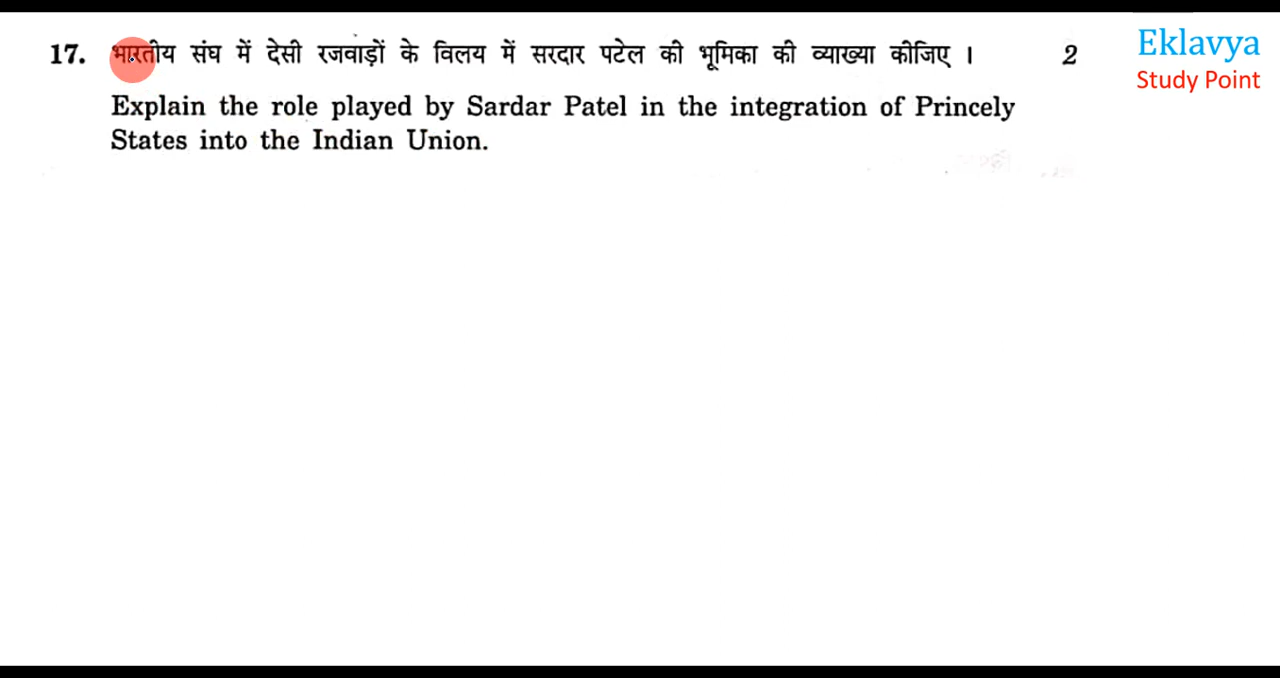 17. भारतीय संघ में देसी रजवाड़ों के विलय में सरदार पटेल की भूमिका की व्याख्या कीजिए । 2
Explain the role played by Sardar Patel in the integration of Princely
States into the Indian Union.
Eklavya
Study Point